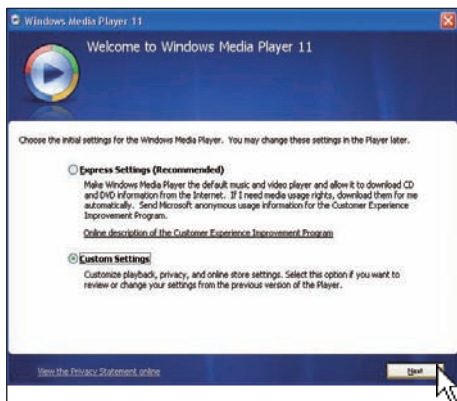 Windows Media Player 11
Welcome to Windows Media Player 11
Choose the initial settings for the Windows Media Player. You may change these settings in the Player later.
Express Settings (Recommended)
Make Windows Media Player the default music and video player and allow it to download CD
and DVD information from the Internet. If I need media usage rights, download them for me
automatically. Send Microsoft anonymous usage information for the Customer Experience
Improvement Program.
Online description of the Customer Experience Improvement Program
Custom Settings
Customize playback, privacy, and online store settings. Select this option if you want to
review or change your settings from the previous version of the Player.
View the Privacy Statement online
Next